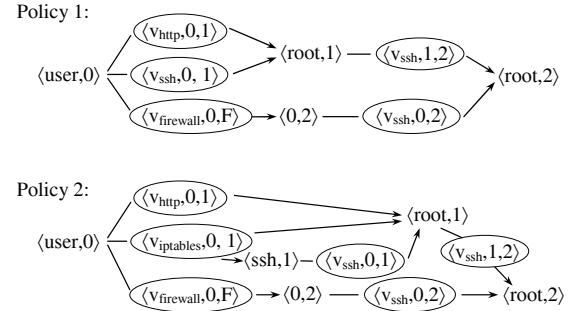 Policy 1:
⟨v_http,0,1⟩
⟨root,1⟩
⟨v_ssh,1,2⟩
⟨user,0⟩
⟨v_ssh,0, 1⟩
⟨root,2⟩
⟨v_firewall,0,F⟩
⟨0,2⟩
⟨v_ssh,0,2⟩
Policy 2:
⟨v_http,0,1⟩
⟨root,1⟩
⟨user,0⟩
⟨v_iptables,0, 1⟩
⟨ssh,1⟩
⟨v_ssh,0,1⟩
⟨v_ssh,1,2⟩
⟨v_firewall,0,F⟩
⟨0,2⟩
⟨v_ssh,0,2⟩
⟨root,2⟩